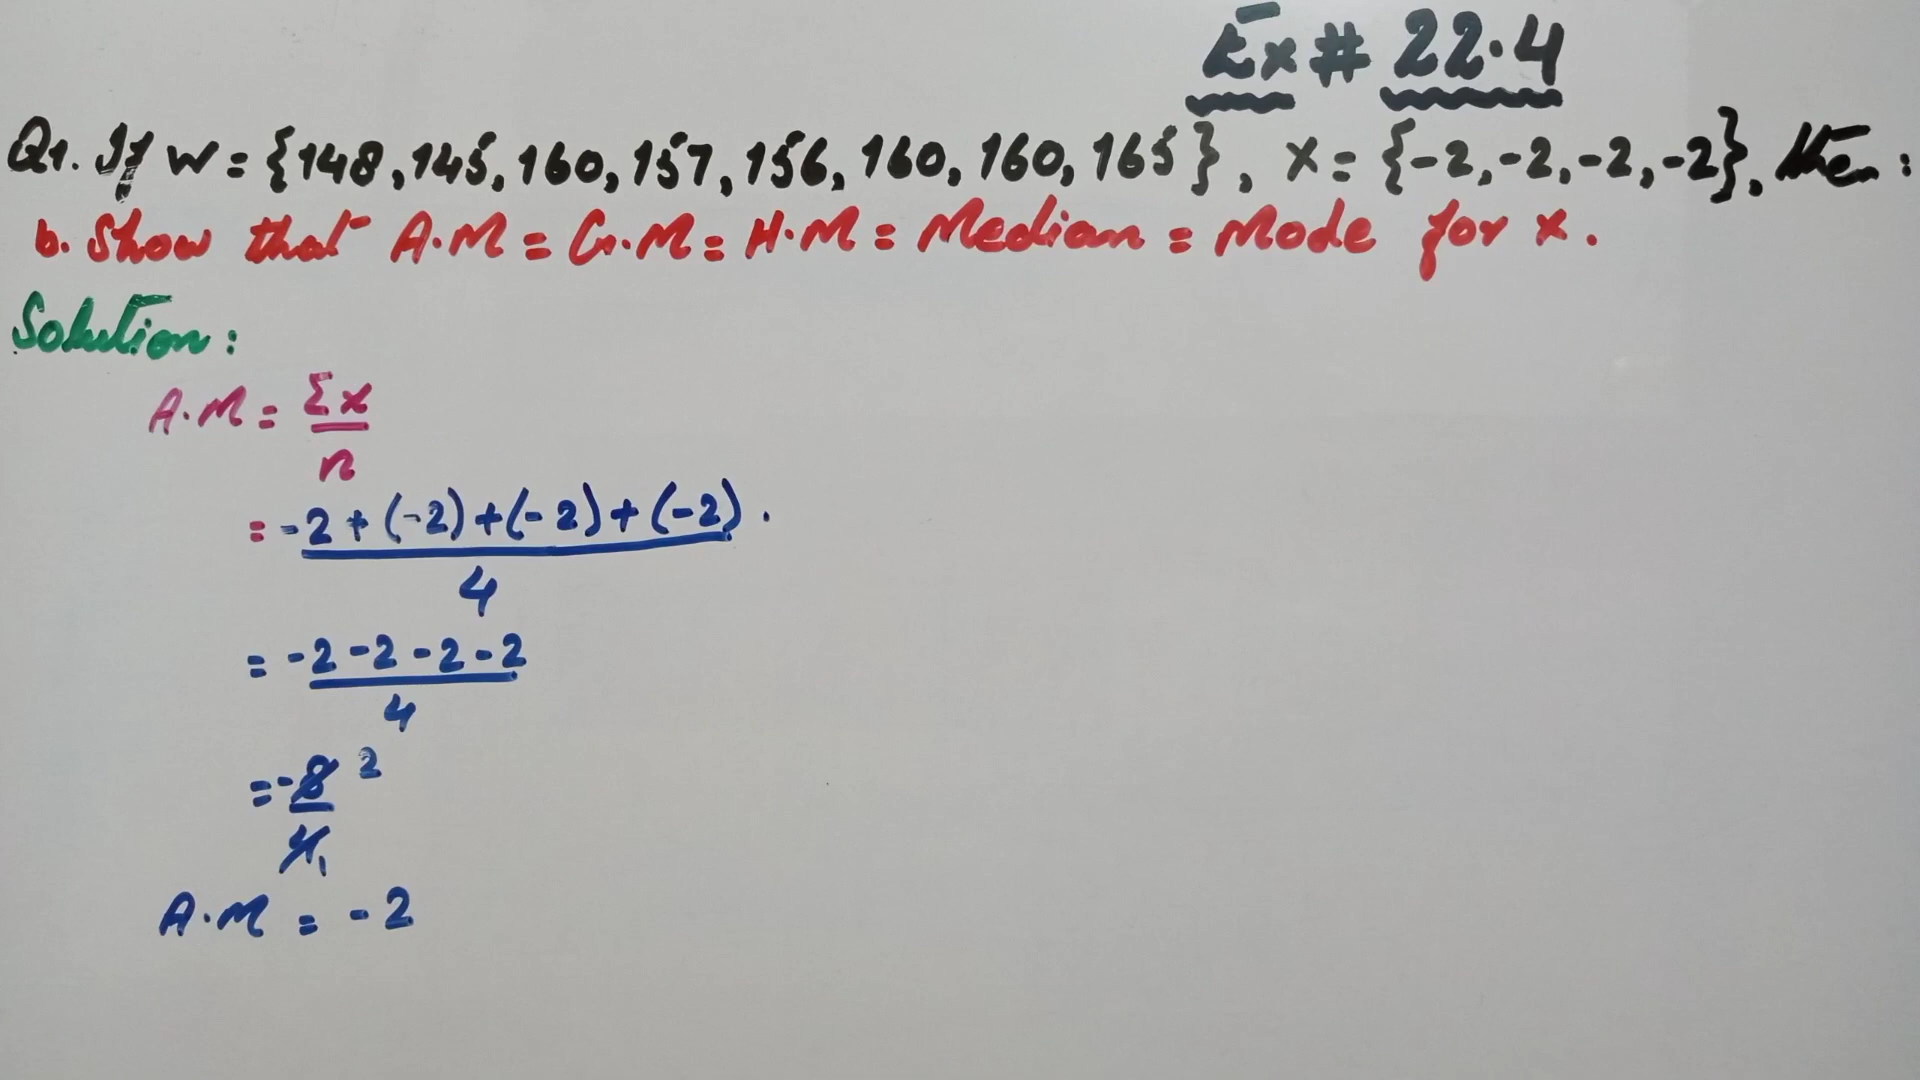 Ex # 22.4
Q1. If W = {148, 145, 160, 157, 156, 160, 160, 165}, X = {-2, -2, -2, -2}, then:
b. Show that A.M = G.M = H.M = Median = Mode for X.
Solution:
A.M = Σx
n
= -2 + (-2) + (-2) + (-2).
4
= -2 - 2 - 2 - 2
4
= -8 2
4 1
A.M = -2